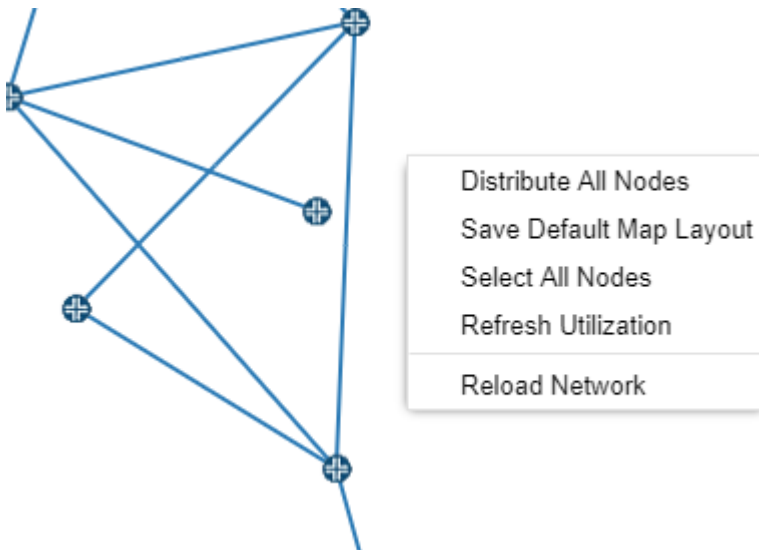 Distribute All Nodes
Save Default Map Layout
Select All Nodes
Refresh Utilization
Reload Network